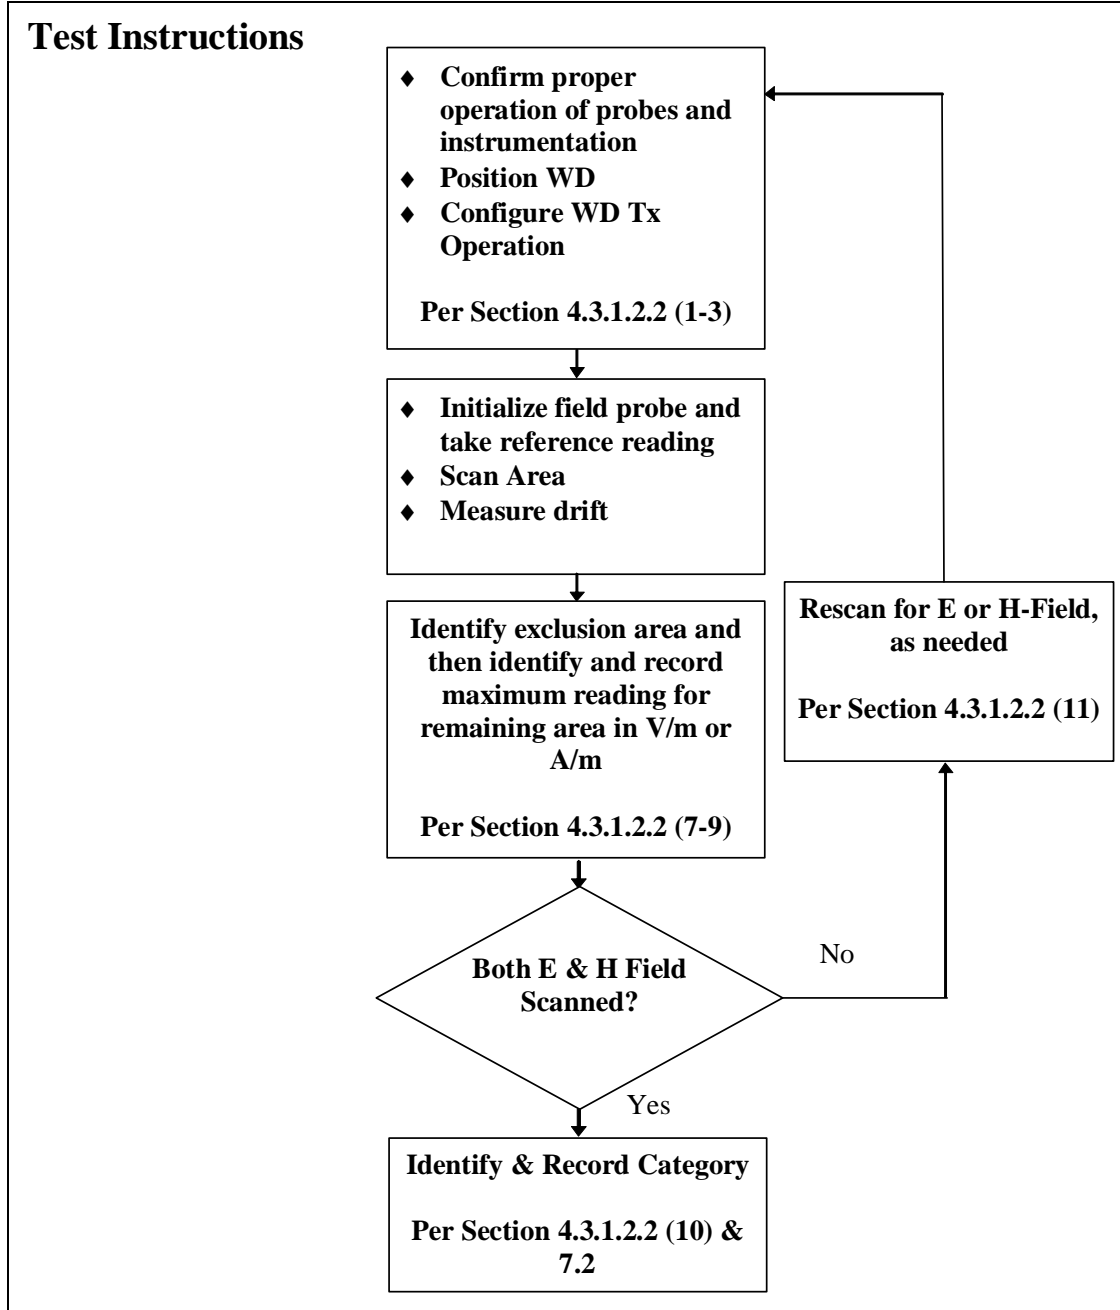 Test Instructions
♦ Confirm proper
operation of probes and
instrumentation
♦ Position WD
♦ Configure WD Tx
Operation
Per Section 4.3.1.2.2 (1-3)
♦ Initialize field probe and
take reference reading
♦ Scan Area
♦ Measure drift
Identify exclusion area and
then identify and record
maximum reading for
remaining area in V/m or
A/m
Per Section 4.3.1.2.2 (7-9)
Rescan for E or H-Field,
as needed
Per Section 4.3.1.2.2 (11)
Both E & H Field
Scanned?
No
Yes
Identify & Record Category
Per Section 4.3.1.2.2 (10) &
7.2